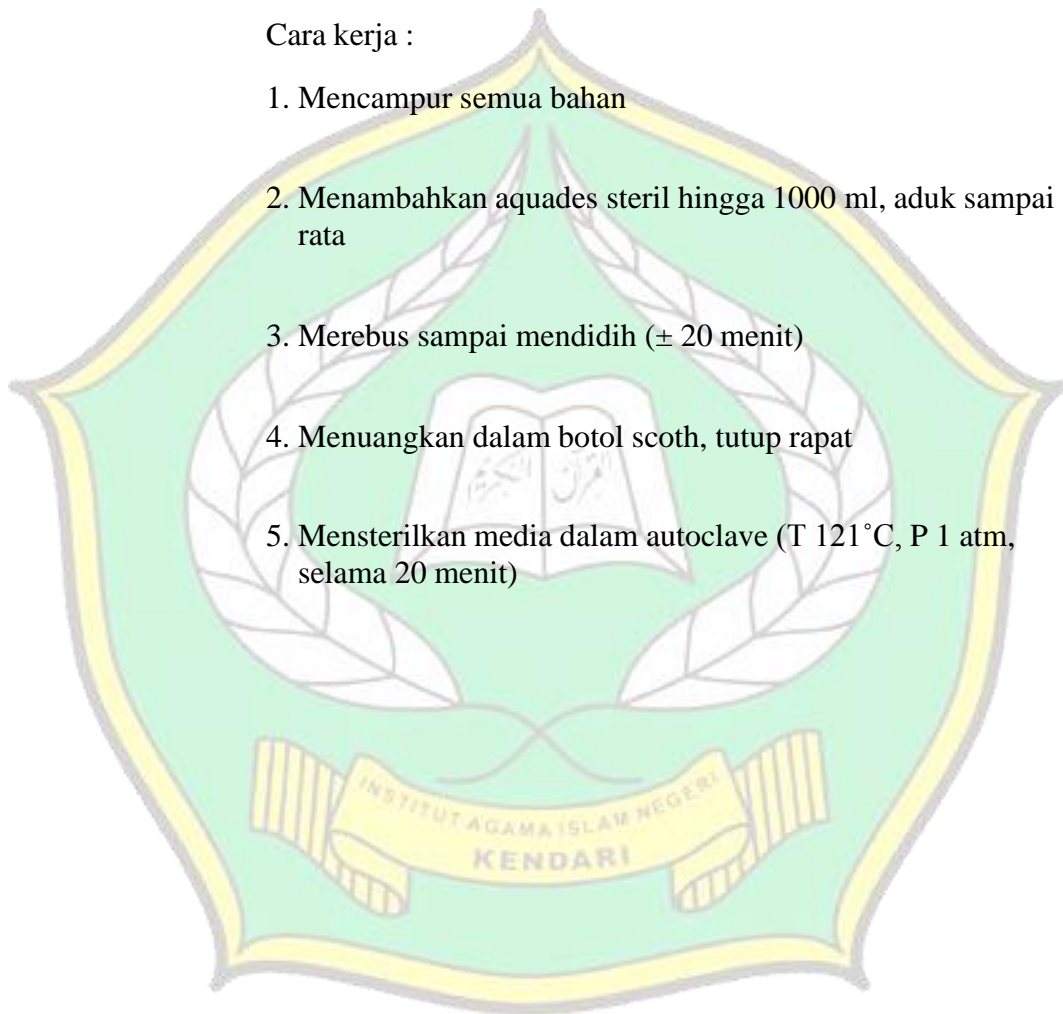 Cara kerja :
1. Mencampur semua bahan
2. Menambahkan aquades steril hingga 1000 ml, aduk sampai
rata
3. Merebus sampai mendidih (± 20 menit)
4. Menuangkan dalam botol scoth, tutup rapat
5. Mensterilkan media dalam autoclave (T 121˚C, P 1 atm,
selama 20 menit)
INSTITUT AGAMA ISLAM NEGERI
KENDARI